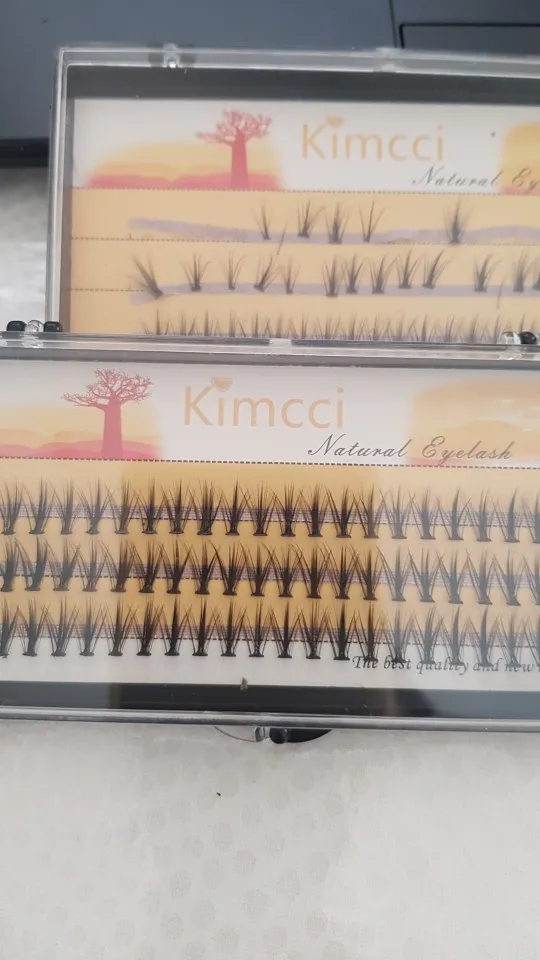 Kimcci
Natural Ey
Kimcci
Natural Eyelash
The best quality and new